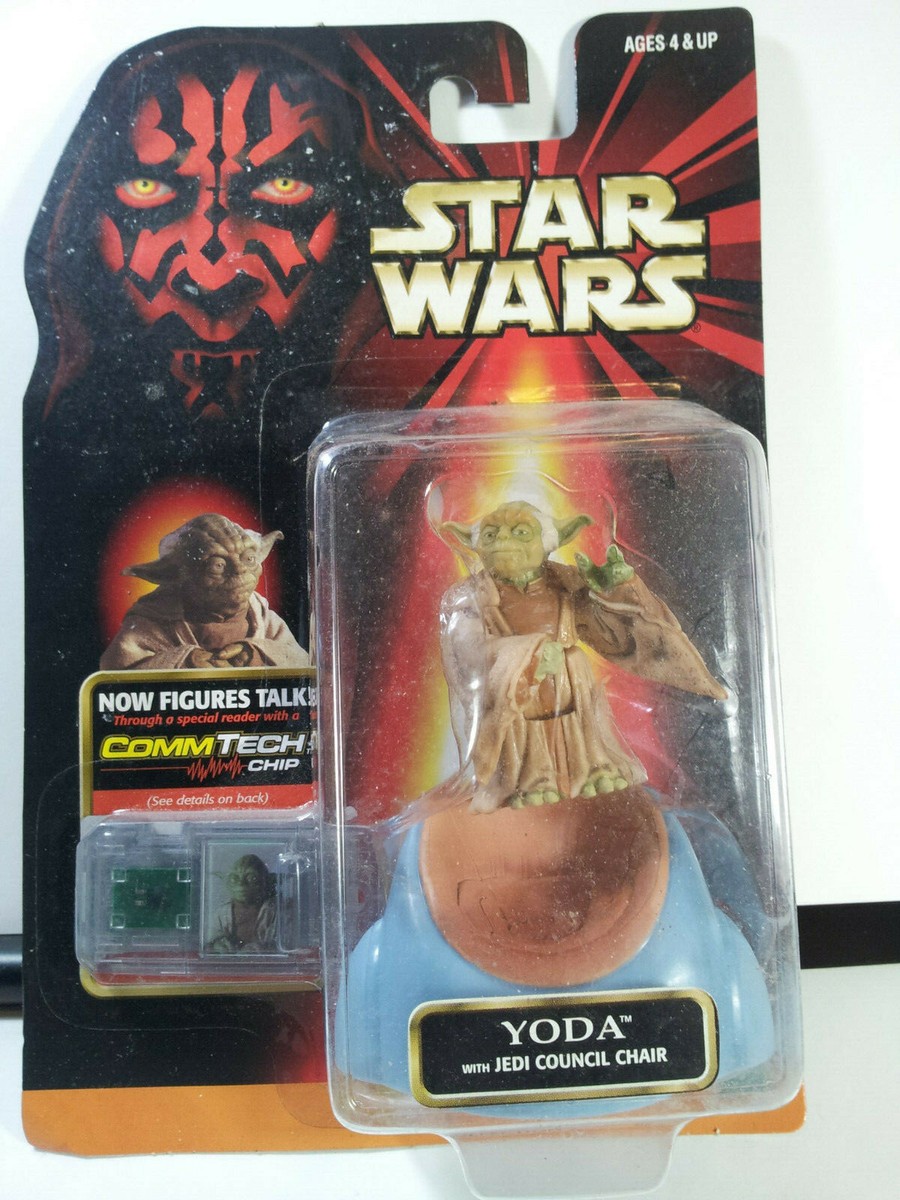 AGES 4 & UP
STAR
WARS®
NOW FIGURES TALK!
Through a special reader with a
COMMTECH
CHIP
(See details on back)
YODA™
WITH JEDI COUNCIL CHAIR